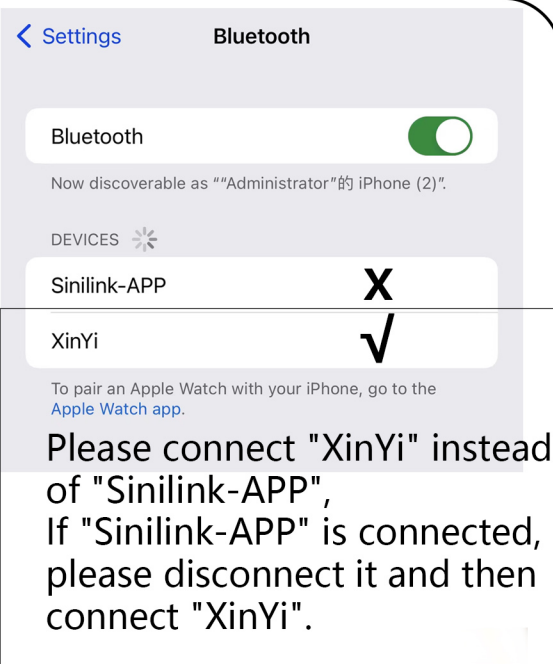 Settings
Bluetooth
Bluetooth
Now discoverable as ““Administrator”的 iPhone (2)”.
DEVICES
Sinilink-APP X
XinYi √
To pair an Apple Watch with your iPhone, go to the
Apple Watch app.
Please connect "XinYi" instead
of "Sinilink-APP",
If "Sinilink-APP" is connected,
please disconnect it and then
connect "XinYi".